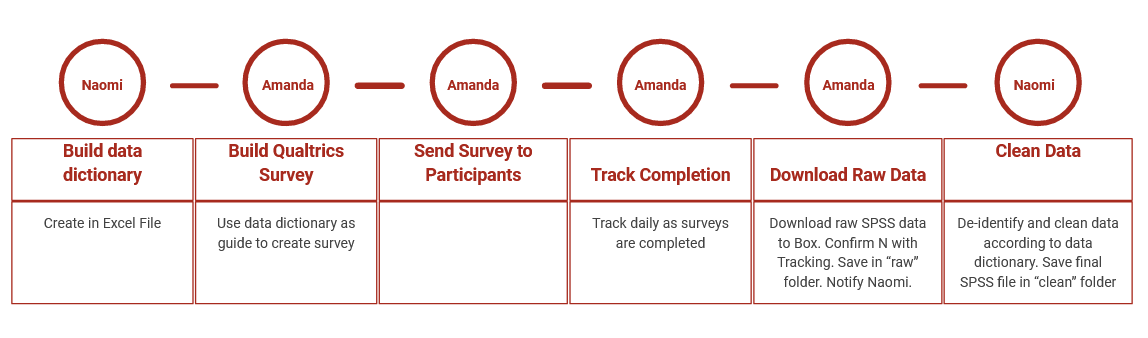 Naomi
Amanda
Amanda
Amanda
Amanda
Naomi
Build data
dictionary
Build Qualtrics
Survey
Send Survey to
Participants
Track Completion
Download Raw Data
Clean Data
Create in Excel File
Use data dictionary as
guide to create survey
Track daily as surveys
are completed
Download raw SPSS data
to Box. Confirm N with
Tracking. Save in “raw”
folder. Notify Naomi.
De-identify and clean data
according to data
dictionary. Save final
SPSS file in “clean” folder